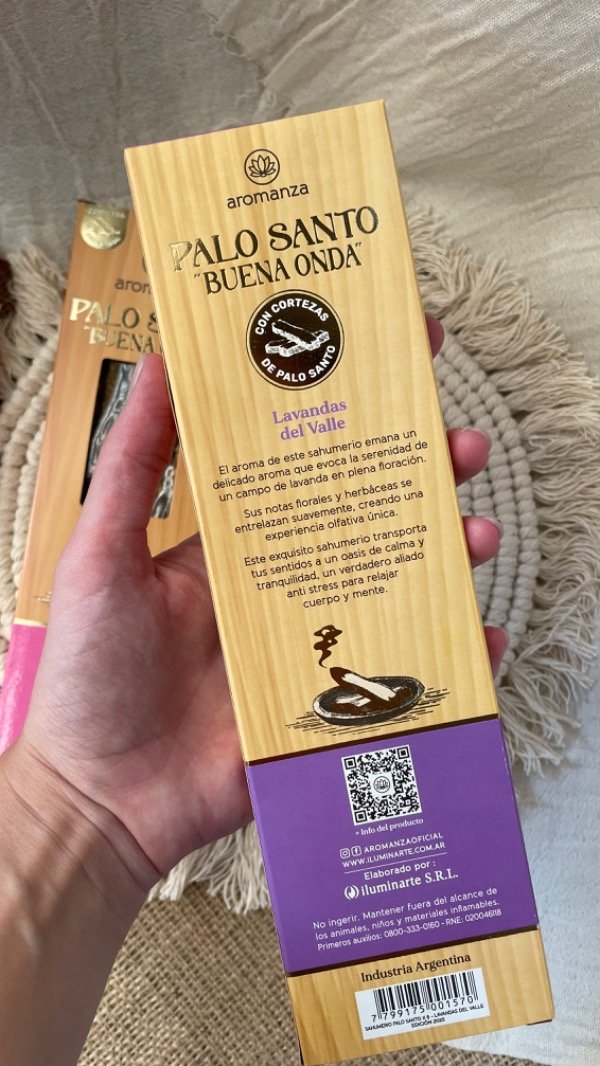 aromanza
PALO SANTO
"BUENA ONDA"
CON CORTEZAS
DE PALO SANTO
Lavandas
del Valle
El aroma de este sahumerio emana un
delicado aroma que evoca la serenidad de
un campo de lavanda en plena floración.
Sus notas florales y herbáceas se
entrelazan suavemente, creando una
experiencia olfativa única.
Este exquisito sahumerio transporta
tus sentidos a un oasis de calma y
tranquilidad, un verdadero aliado
anti stress para relajar
cuerpo y mente.
+ Info del producto
AROMANZAOFICIAL
WWW.ILUMINARTE.COM.AR
Elaborado por :
iluminarte S.R.L.
No ingerir. Mantener fuera del alcance de
los animales, niños y materiales inflamables.
Primeros auxilios: 0800-333-0160 - RNE: 020046118
Industria Argentina
7 799175 001570
SAHUMERIO PALO SANTO X 8 - LAVANDAS DEL VALLE
EDICIÓN 2025
arom
PALO S
"BUENA